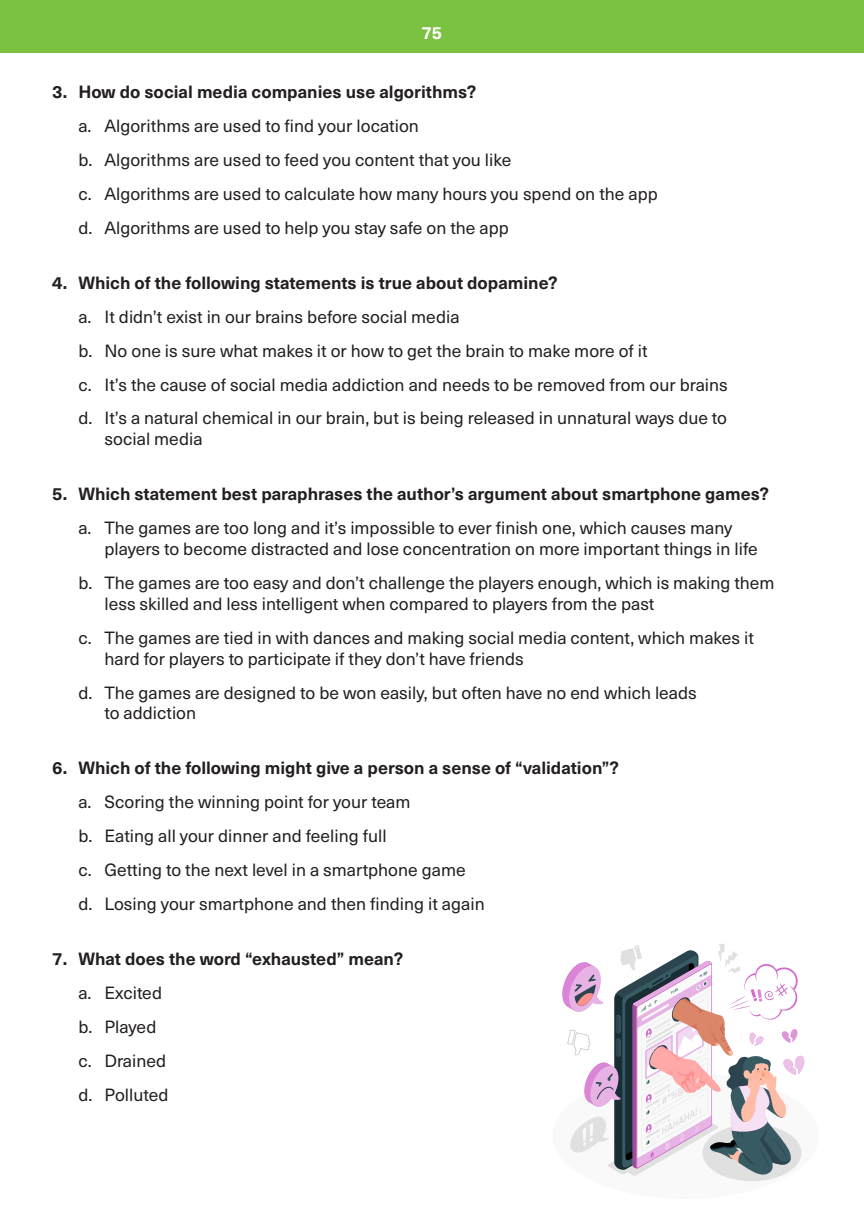 75
3. How do social media companies use algorithms?
a. Algorithms are used to find your location
b. Algorithms are used to feed you content that you like
c. Algorithms are used to calculate how many hours you spend on the app
d. Algorithms are used to help you stay safe on the app
4. Which of the following statements is true about dopamine?
a. It didn’t exist in our brains before social media
b. No one is sure what makes it or how to get the brain to make more of it
c. It’s the cause of social media addiction and needs to be removed from our brains
d. It’s a natural chemical in our brain, but is being released in unnatural ways due to
social media
5. Which statement best paraphrases the author’s argument about smartphone games?
a. The games are too long and it’s impossible to ever finish one, which causes many
players to become distracted and lose concentration on more important things in life
b. The games are too easy and don’t challenge the players enough, which is making them
less skilled and less intelligent when compared to players from the past
c. The games are tied in with dances and making social media content, which makes it
hard for players to participate if they don’t have friends
d. The games are designed to be won easily, but often have no end which leads
to addiction
6. Which of the following might give a person a sense of “validation”?
a. Scoring the winning point for your team
b. Eating all your dinner and feeling full
c. Getting to the next level in a smartphone game
d. Losing your smartphone and then finding it again
7. What does the word “exhausted” mean?
a. Excited
b. Played
c. Drained
d. Polluted
!!@#
HAHAHA!
!!